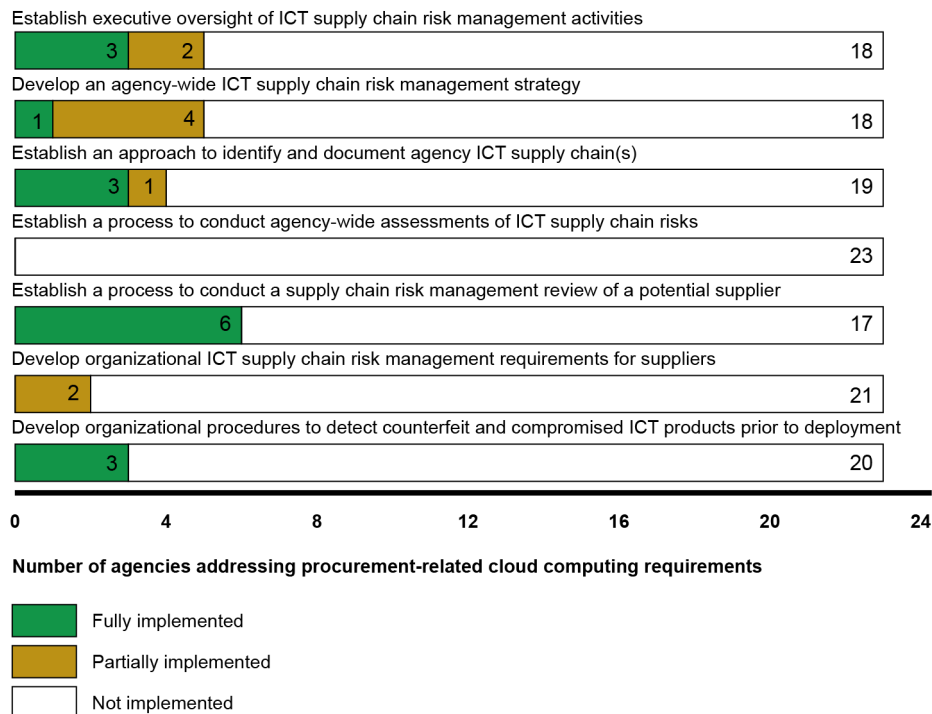 Establish executive oversight of ICT supply chain risk management activities
3 2 18
Develop an agency-wide ICT supply chain risk management strategy
1 4 18
Establish an approach to identify and document agency ICT supply chain(s)
3 1 19
Establish a process to conduct agency-wide assessments of ICT supply chain risks
23
Establish a process to conduct a supply chain risk management review of a potential supplier
6 17
Develop organizational ICT supply chain risk management requirements for suppliers
2 21
Develop organizational procedures to detect counterfeit and compromised ICT products prior to deployment
3 20
0 4 8 12 16 20 24
Number of agencies addressing procurement-related cloud computing requirements
Fully implemented
Partially implemented
Not implemented